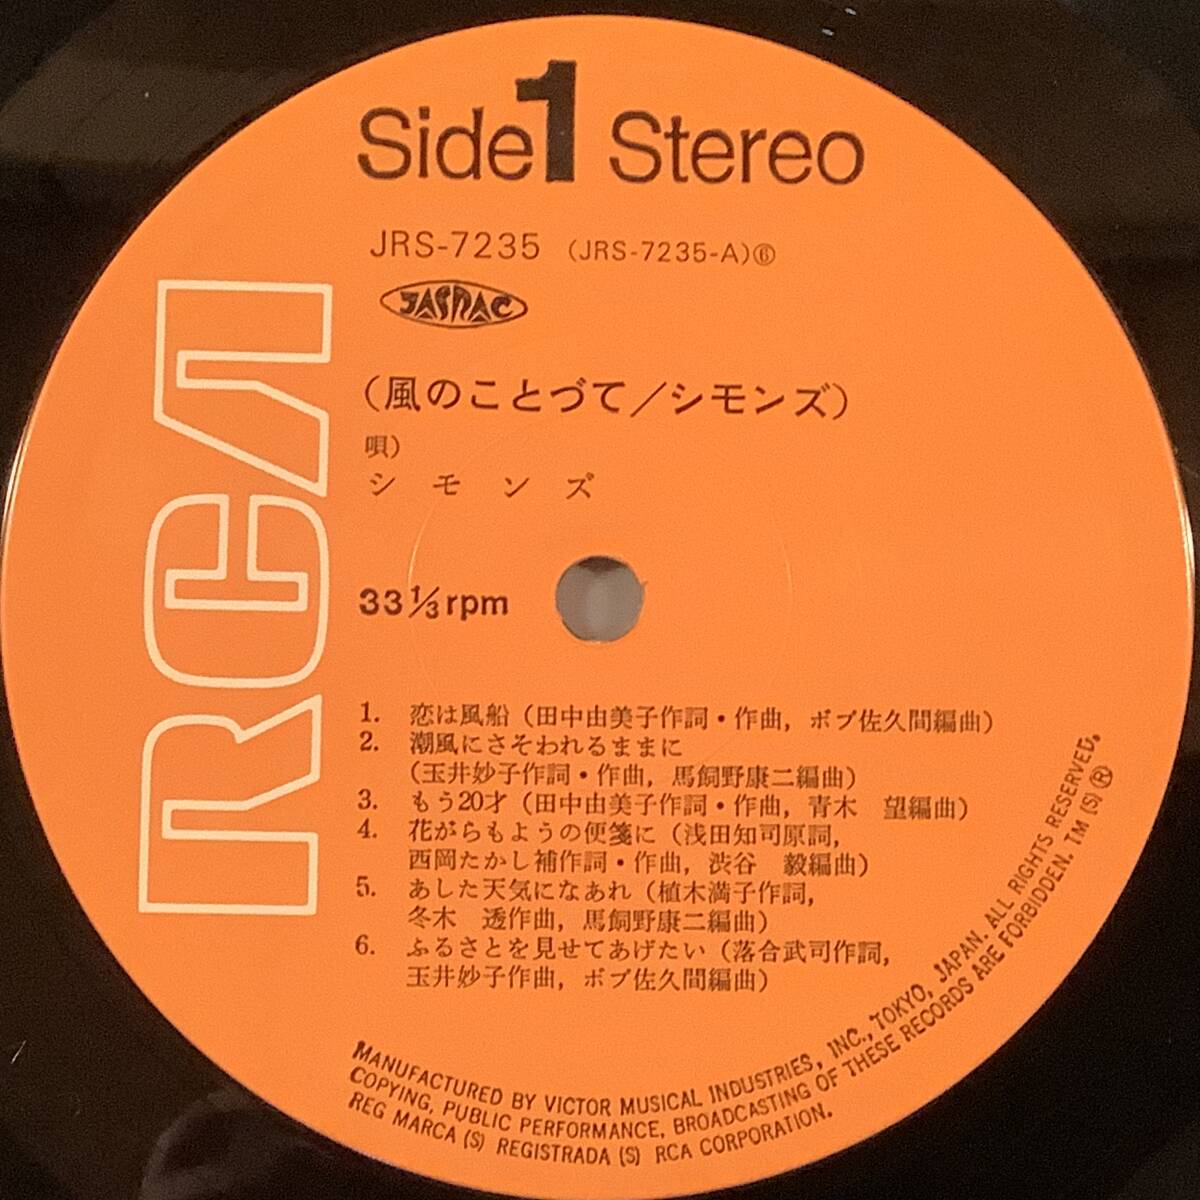 Side 1 Stereo
JRS-7235 (JRS-7235-A)⑥
JASRAC
(風のことづて/シモンズ)
唄)
シモンズ
33 1/3 rpm
RCA
1. 恋は風船(田中由美子作詞・作曲, ボブ佐久間編曲)
2. 潮風にさそわれるままに
(玉井妙子作詞・作曲, 馬飼野康二編曲)
3. もう20才(田中由美子作詞・作曲, 青木 望編曲)
4. 花がらもようの便箋に(浅田知司原詞,
西岡たかし補作詞・作曲, 渋谷 毅編曲)
5. あした天気になあれ(植木満子作詞,
冬木 透作曲, 馬飼野康二編曲)
6. ふるさとを見せてあげたい(落合武司作詞,
玉井妙子作曲, ボブ佐久間編曲)
MANUFACTURED BY VICTOR MUSICAL INDUSTRIES, INC., TOKYO, JAPAN. ALL RIGHTS RESERVED.
COPYING, PUBLIC PERFORMANCE, BROADCASTING OF THESE RECORDS ARE FORBIDDEN. TM (S) ®
REG MARCA (S) REGISTRADA (S) RCA CORPORATION.